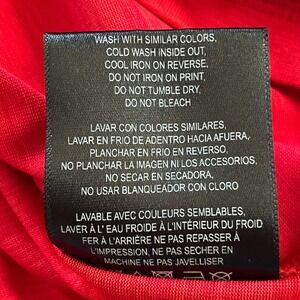 WASH WITH SIMILAR COLORS,
COLD WASH INSIDE OUT,
COOL IRON ON REVERSE,
DO NOT IRON ON PRINT,
DO NOT TUMBLE DRY,
DO NOT BLEACH
LAVAR CON COLORES SIMILARES,
LAVAR EN FRIO DE ADENTRO HACIA AFUERA,
PLANCHAR EN FRIO EN REVERSO,
NO PLANCHAR LA IMAGEN NI LOS ACCESORIOS.
NO SECAR EN SECADORA,
NO USAR BLANQUEADOR CON CLORO
LAVABLE AVEC COULEURS SEMBLABLES,
LAVER À L' EAU FROIDE À L'INTÉRIEUR DU FROID
FER À L'ARRIÈRE NE PAS REPASSER À
L'IMPRESSION, NE PAS SÉCHER EN
MACHINE NE PAS JAVELLISER